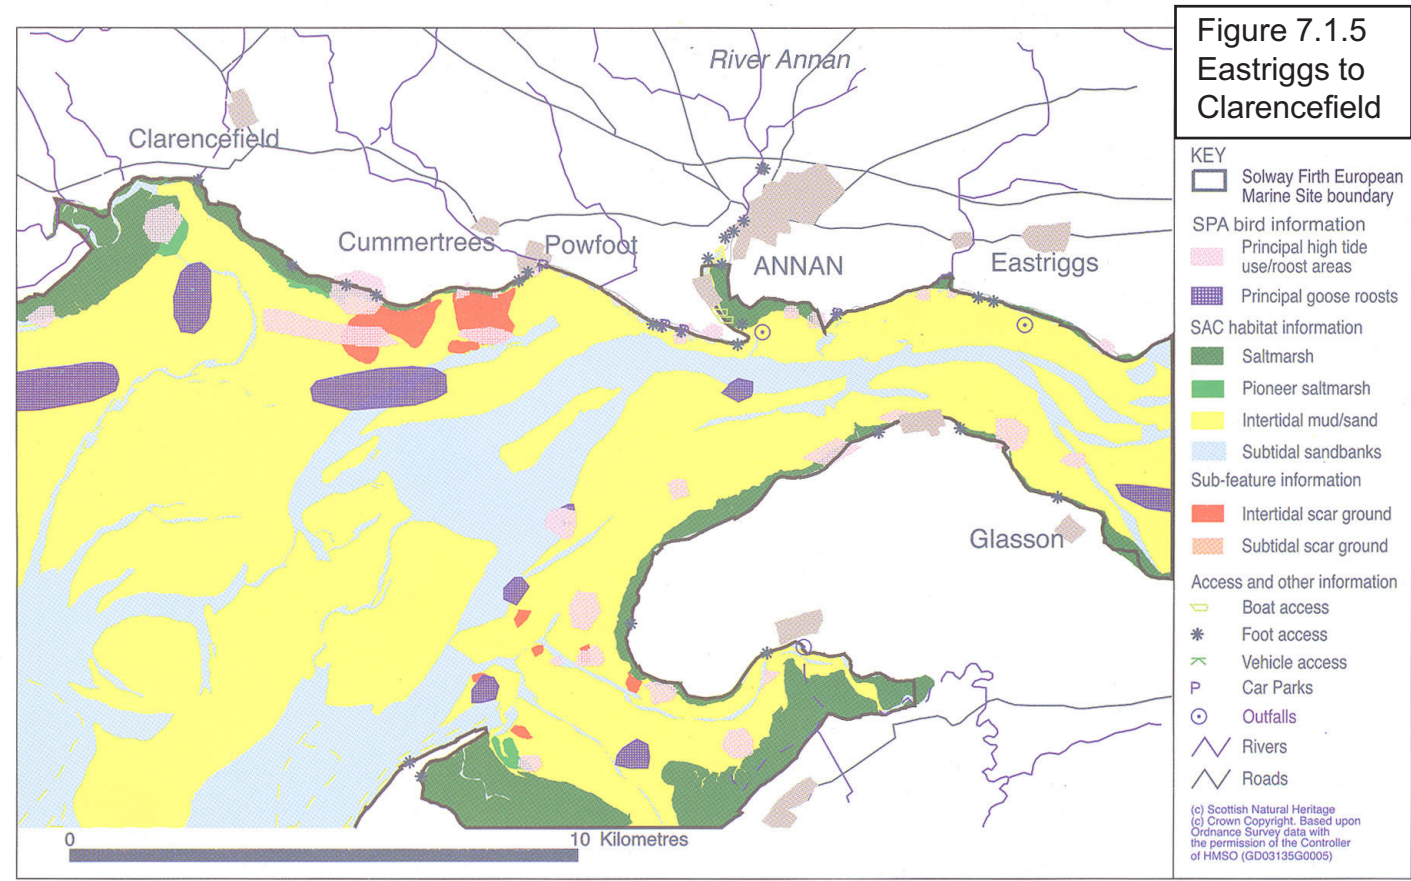 Figure 7.1.5
Eastriggs to
Clarencefield
River Annan
Clarencefield
Cummertrees
Powfoot
ANNAN
Eastriggs
Glasson
P
P
P
P
0
10 Kilometres
KEY
Solway Firth European
Marine Site boundary
SPA bird information
Principal high tide
use/roost areas
Principal goose roosts
SAC habitat information
Saltmarsh
Pioneer saltmarsh
Intertidal mud/sand
Subtidal sandbanks
Sub-feature information
Intertidal scar ground
Subtidal scar ground
Access and other information
Boat access
Foot access
Vehicle access
P Car Parks
Outfalls
Rivers
Roads
(c) Scottish Natural Heritage
(c) Crown Copyright. Based upon
Ordnance Survey data with
the permission of the Controller
of HMSO (GD03135G0005)